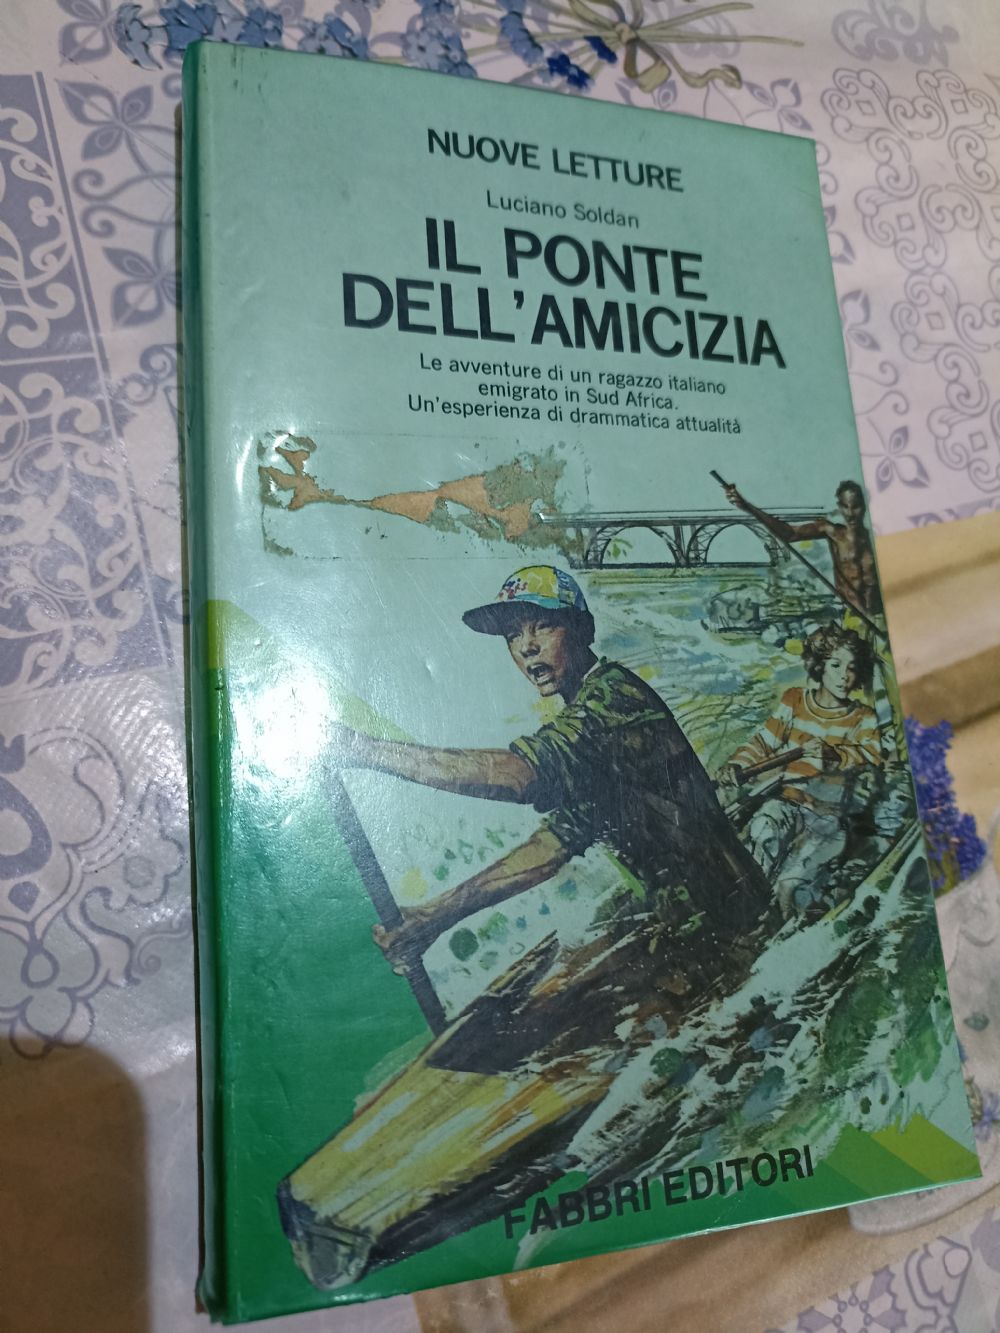 NUOVE LETTURE
Luciano Soldan
IL PONTE
DELL'AMICIZIA
Le avventure di un ragazzo italiano
emigrato in Sud Africa.
Un'esperienza di drammatica attualità
FABBRI EDITORI